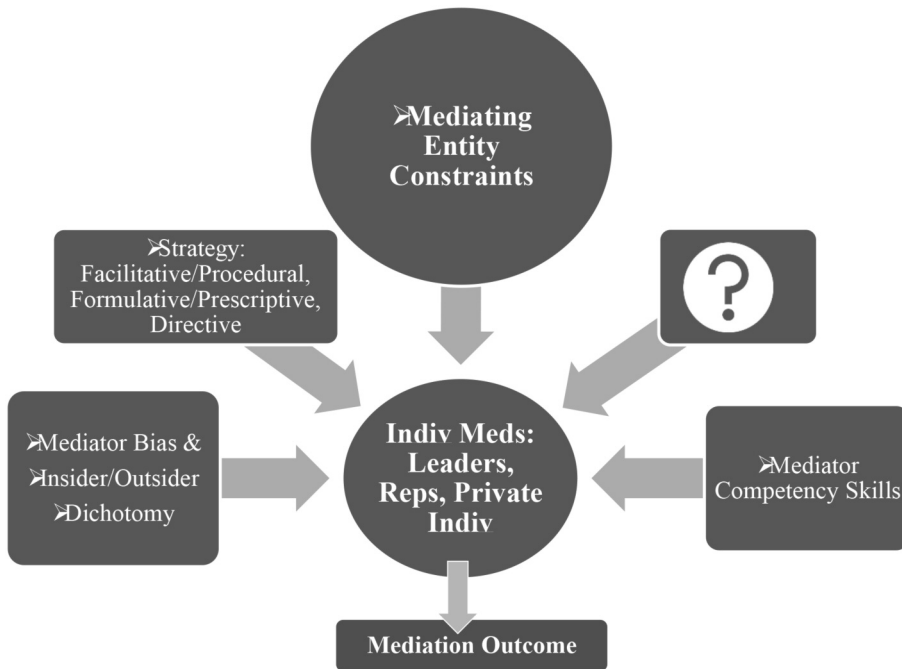 ➢Mediating
Entity
Constraints
➢Strategy:
Facilitative/Procedural,
Formulative/Prescriptive,
Directive
?
➢Mediator Bias &
➢Insider/Outsider
➢Dichotomy
Indiv Meds:
Leaders,
Reps, Private
Indiv
➢Mediator
Competency Skills
Mediation Outcome